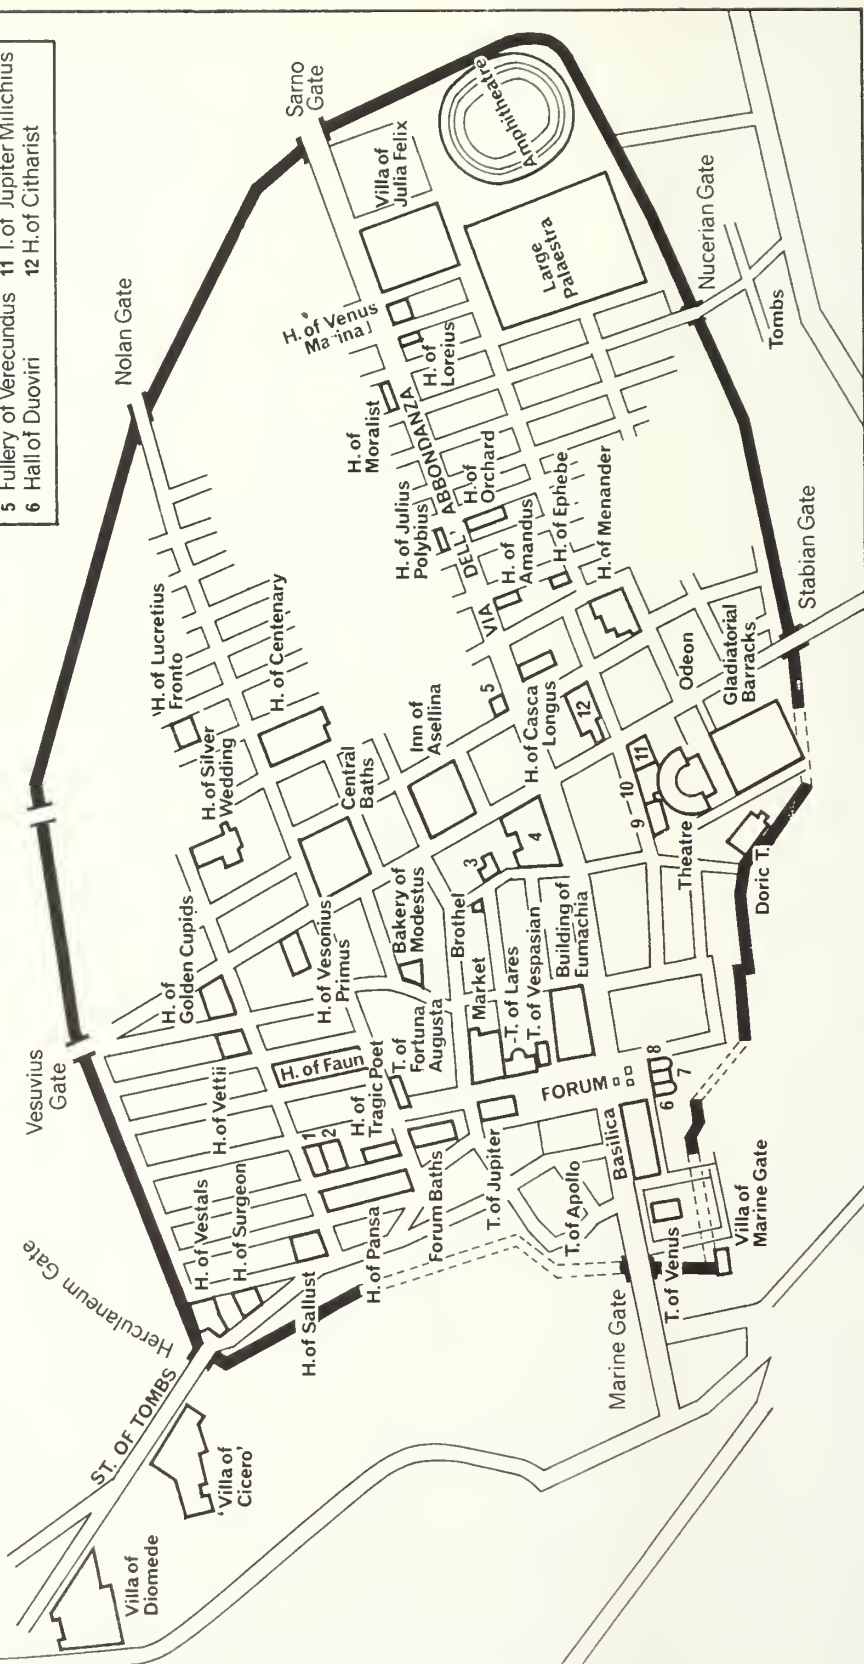 5 Fullery of Verecundus
6 Hall of Duoviri
11 T. of Jupiter Milichius
12 H. of Citharist
Sarno
Gate
Amphitheatre
Villa of
Julia Felix
Large
Palaestra
Nucerian Gate
Tombs
Nolan Gate
H. of Venus
H. of
Loreius
H. of
Moralist
VIA DELL' ABBONDANZA
H. of Julius
Polybius
H. of
Orchard
H. of
Amandus
H. of Ephebe
H. of Menander
Stabian Gate
'H. of Lucretius
Fronto
H. of Centenary
H. of Silver
Wedding
Central
Baths
Inn of
Asellina
5
H. of Casca
Longus
12
Odeon
Gladiatorial
Barracks
11
10
9
Theatre
Doric T.
3
4
Brothel
Bakery of
Modestus
H. of
Golden Cupids
H. of Vesonius
Primus
Market
T. of Lares
T. of Vespasian
Building of
Eumachia
Vesuvius
Gate
H. of Vettii
H. of Faun
T. of
Fortuna
Augusta
H. of
Tragic Poet
1
2
FORUM
6
7
8
Basilica
Forum Baths
T. of Jupiter
T. of Apollo
H. of Vestals
H. of Surgeon
H. of Sallust
H. of Pansa
T. of Venus
Villa of
Marine Gate
Marine Gate
Herculaneum Gate
ST. OF TOMBS
'Villa of
Cicero'
Villa of
Diomede